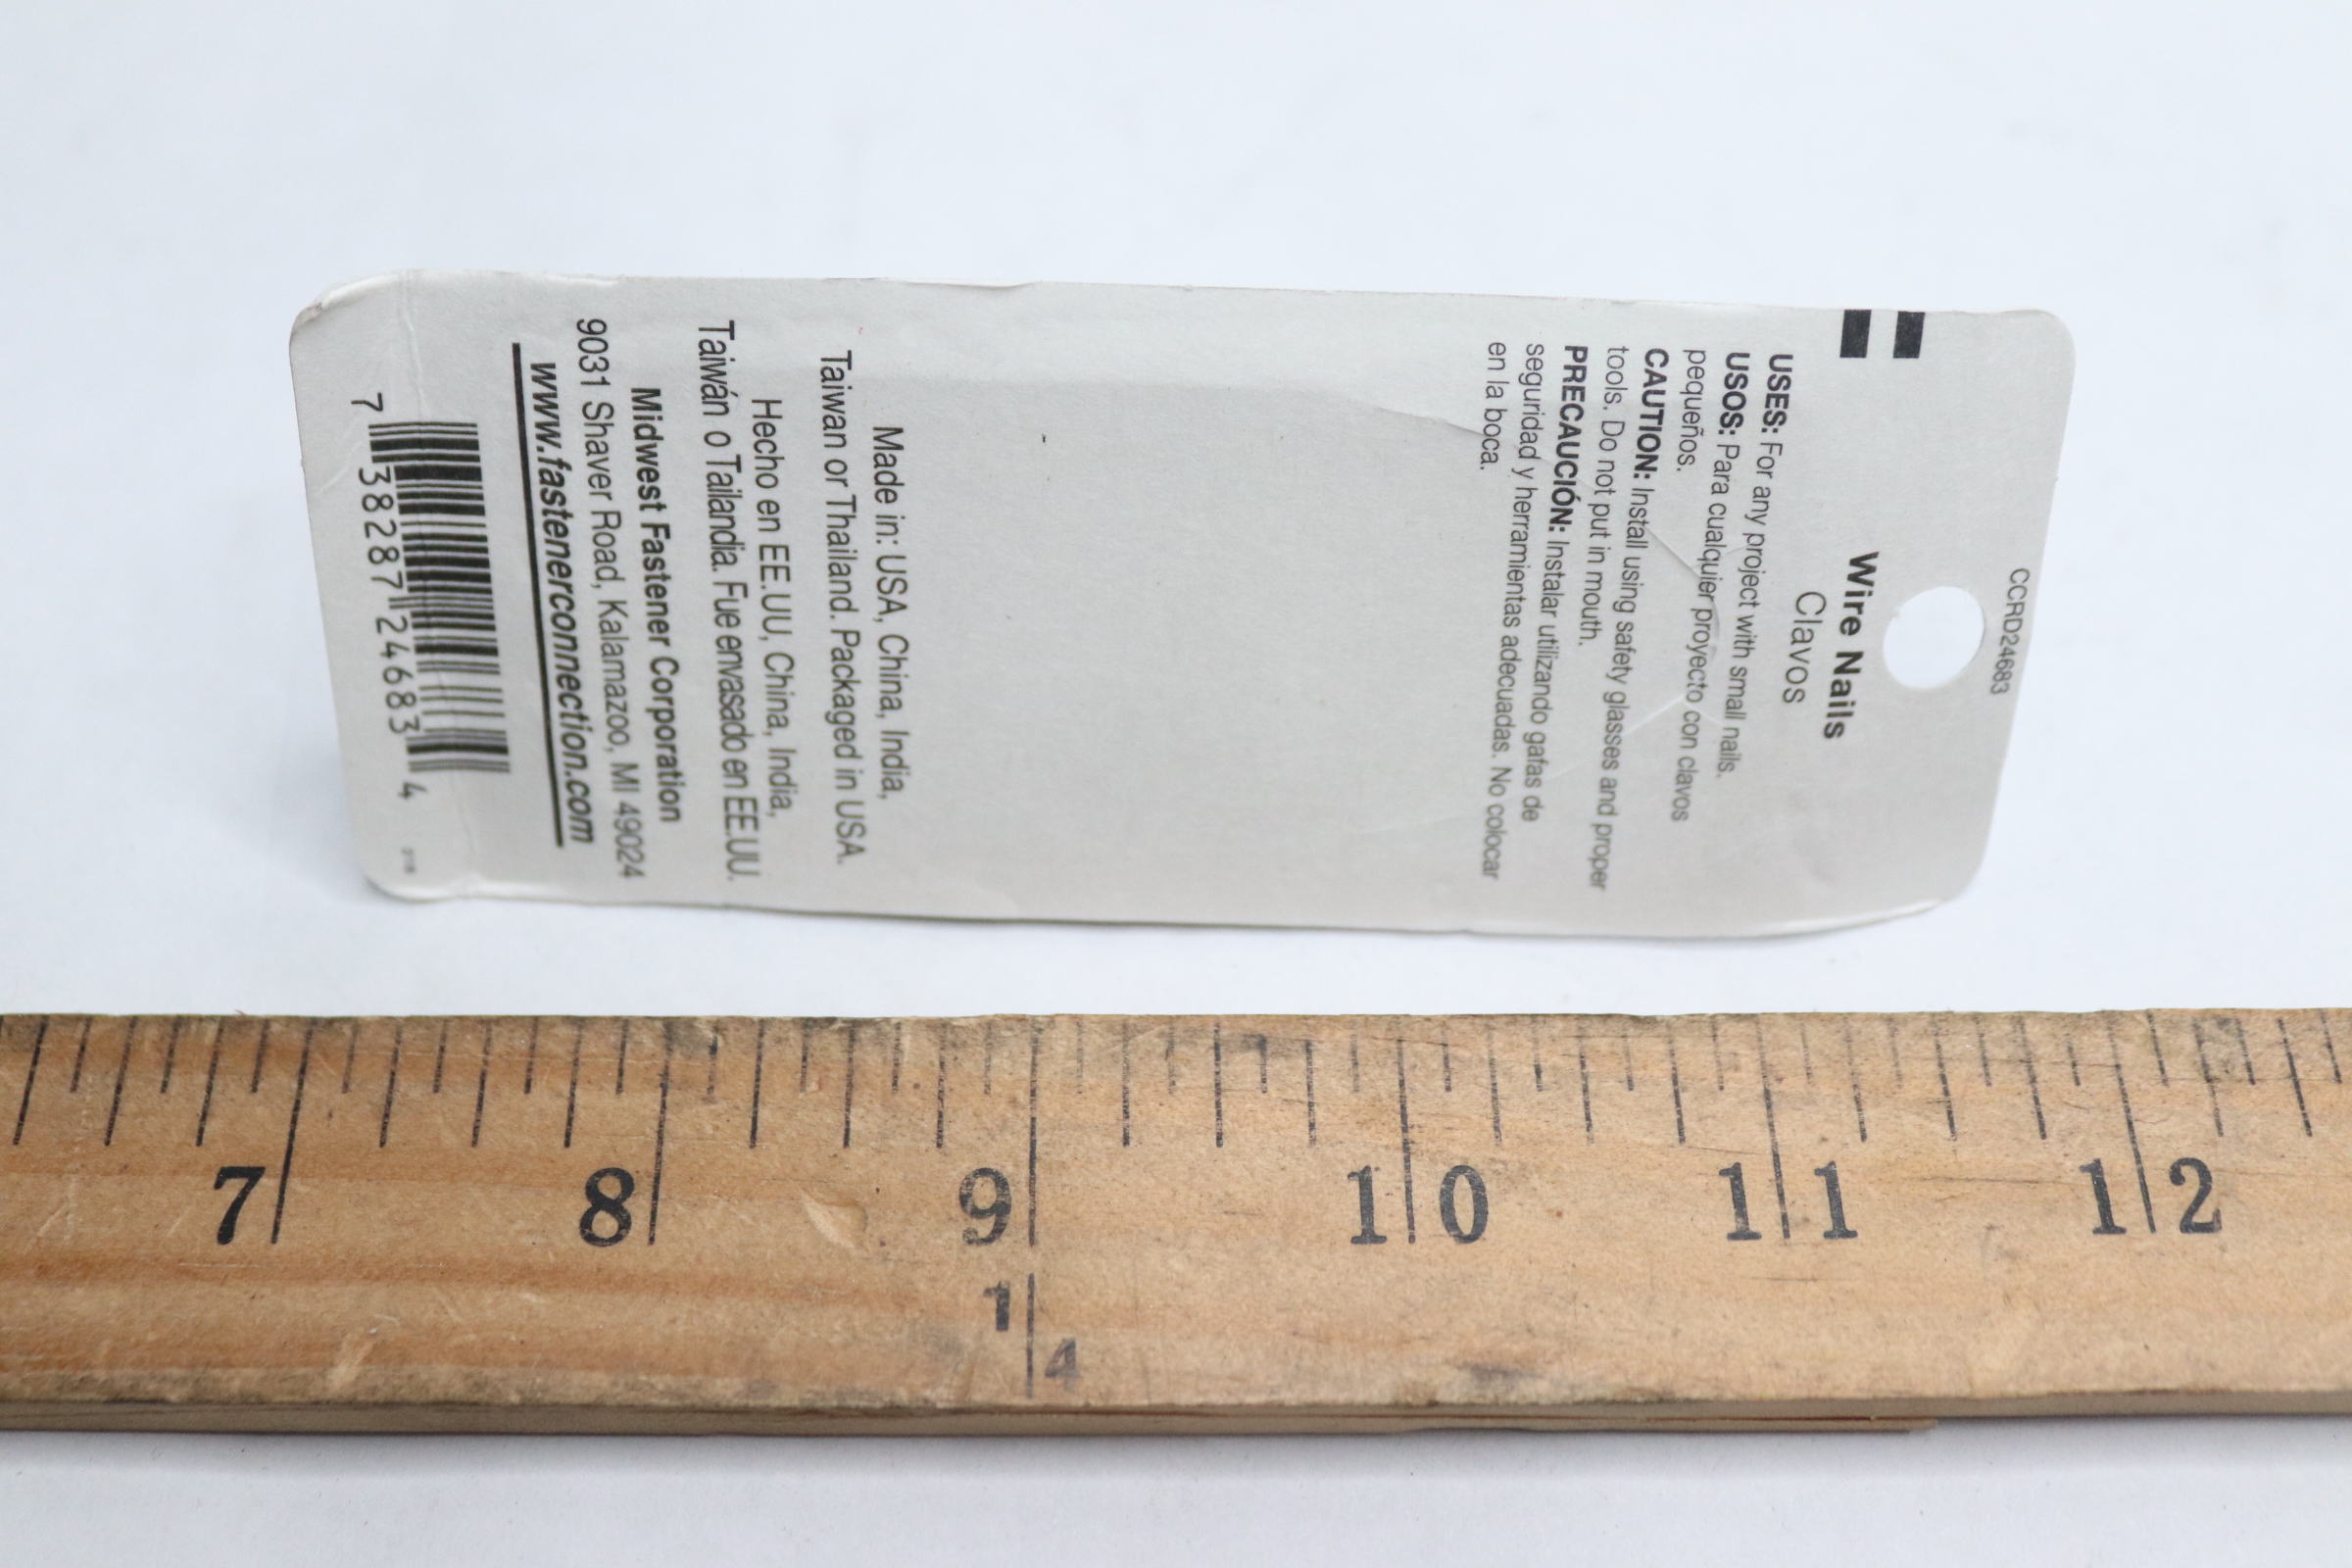 CCRD24683
Wire Nails
Clavos
USES: For any project with small nails.
USOS: Para cualquier proyecto con clavos
pequeños.
CAUTION: Install using safety glasses and proper
tools. Do not put in mouth.
PRECAUCIÓN: Instalar utilizando gafas de
seguridad y herramientas adecuadas. No colocar
en la boca.
Made in: USA, China, India,
Taiwan or Thailand. Packaged in USA.
Hecho en EE.UU, China, India,
Taiwán o Tailandia. Fue envasado en EE.UU.
Midwest Fastener Corporation
9031 Shaver Road, Kalamazoo, MI 49024
www.fastenerconnection.com
7 38287 24683 4
7 8 9 10 11 12
1
4